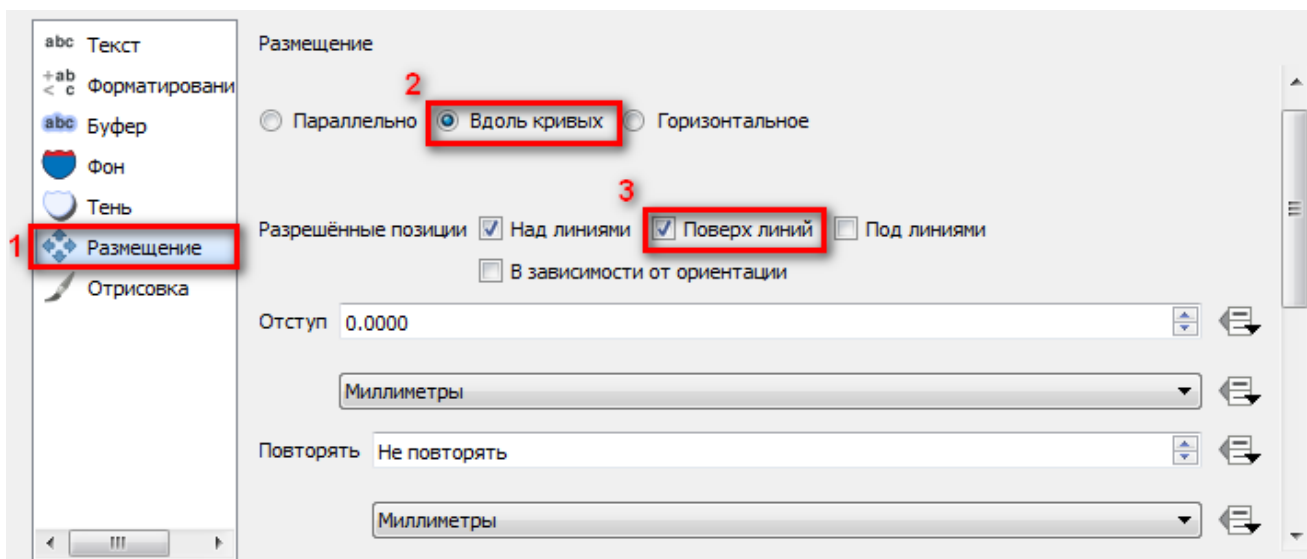 abc Текст
+ab
< c Форматировани
abc Буфер
Фон
Тень
1 Размещение
Отрисовка
Размещение
2
Параллельно Вдоль кривых Горизонтальное
3
Разрешённые позиции Над линиями Поверх линий Под линиями
В зависимости от ориентации
Отступ 0.0000
Миллиметры
Повторять Не повторять
Миллиметры